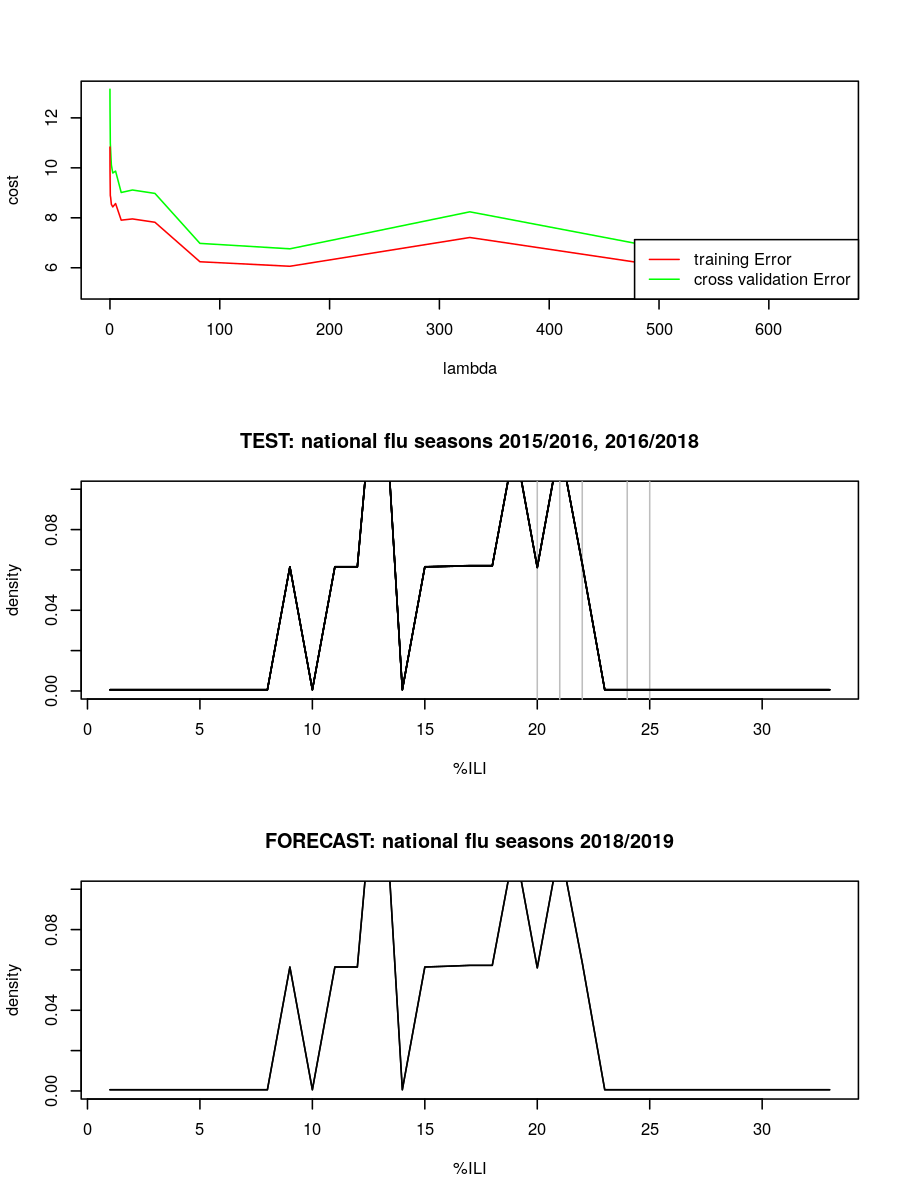 12
10
8
6
cost
0 100 200 300 400 500 600
lambda
training Error
cross validation Error
TEST: national flu seasons 2015/2016, 2016/2018
0.08
0.04
0.00
density
0 5 10 15 20 25 30
%ILI
FORECAST: national flu seasons 2018/2019
0.08
0.04
0.00
density
0 5 10 15 20 25 30
%ILI